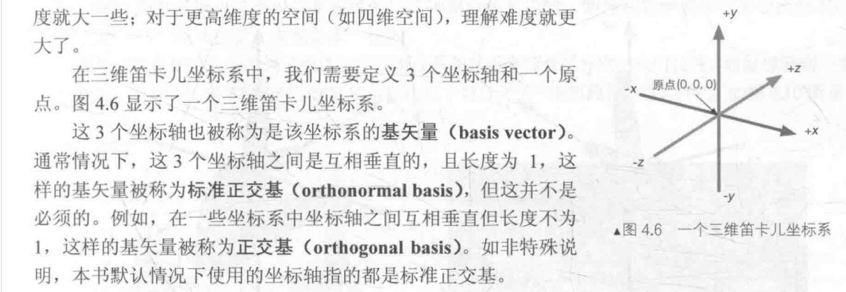 度就大一些；对于更高维度的空间（如四维空间），理解难度就更
大了。
在三维笛卡儿坐标系中，我们需要定义 3 个坐标轴和一个原
点。图 4.6 显示了一个三维笛卡儿坐标系。
这 3 个坐标轴也被称为是该坐标系的基矢量（basis vector）。
通常情况下，这 3 个坐标轴之间是互相垂直的，且长度为 1，这
样的基矢量被称为标准正交基（orthonormal basis），但这并不是
必须的。例如，在一些坐标系中坐标轴之间互相垂直但长度不为
1，这样的基矢量被称为正交基（orthogonal basis）。如非特殊说
明，本书默认情况下使用的坐标轴指的都是标准正交基。
+y
+z
-x
原点(0, 0, 0)
+x
-z
-y
▲图 4.6 一个三维笛卡儿坐标系